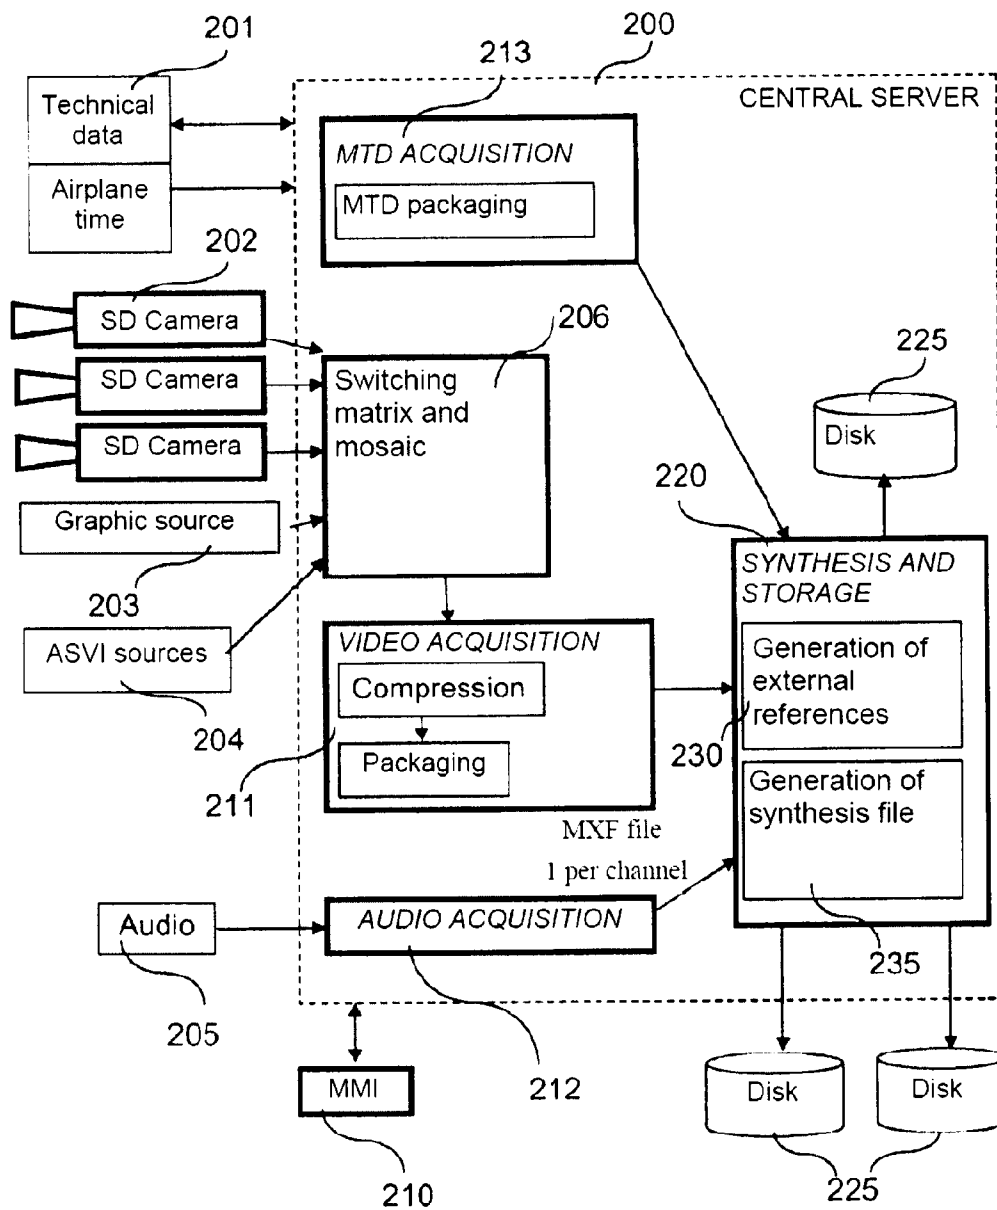 201
213
200
Technical
data
CENTRAL SERVER
MTD ACQUISITION
Airplane
time
MTD packaging
202
SD Camera
206
225
SD Camera
Switching
matrix and
mosaic
Disk
SD Camera
220
Graphic source
SYNTHESIS AND
STORAGE
203
ASVI sources
VIDEO ACQUISITION
Generation of
external
references
Compression
204
230
Packaging
211
Generation of
synthesis file
MXF file
1 per channel
Audio
AUDIO ACQUISITION
235
205
MMI
212
Disk
Disk
210
225